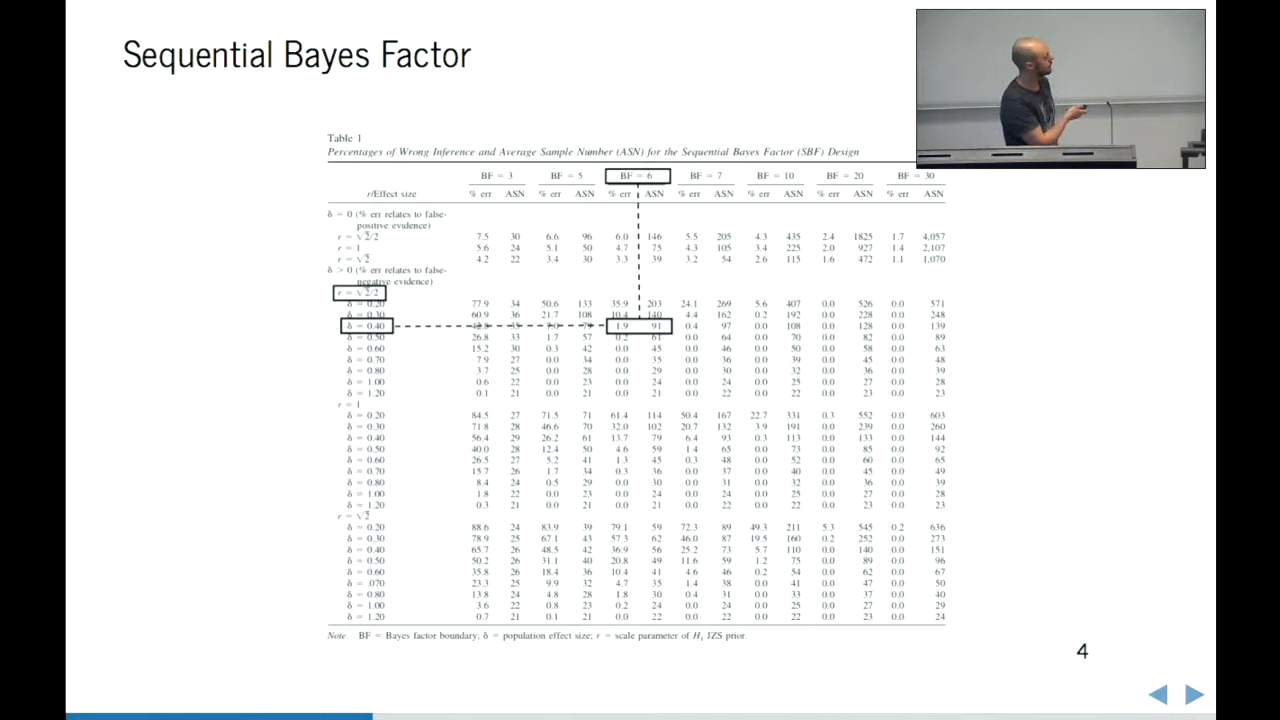 Sequential Bayes Factor
Table 1
Percentages of Wrong Inference and Average Sample Number (ASN) for the Sequential Bayes Factor (SBF) Design
BF = 3 BF = 5 BF = 6 BF = 7 BF = 10 BF = 20 BF = 30
r/Effect size % err ASN % err ASN % err ASN % err ASN % err ASN % err ASN % err ASN
δ = 0 (% err relates to false-
positive evidence)
r = √2/2 7.5 30 6.6 96 6.0 146 5.5 205 4.3 435 2.4 1825 1.7 4,057
r = 1 5.6 24 5.1 50 4.7 75 4.3 105 3.4 225 2.0 927 1.4 2,107
r = √2 4.2 22 3.4 30 3.3 39 3.2 54 2.6 115 1.6 472 1.1 1,070
δ > 0 (% err relates to false-
negative evidence)
r = √2/2
δ = 0.20 77.9 34 50.6 133 35.9 203 24.1 269 5.6 407 0.0 526 0.0 571
δ = 0.30 60.9 36 21.7 108 10.4 140 4.4 162 0.2 192 0.0 228 0.0 248
δ = 0.40 35 1.9 91 0.4 97 0.0 108 0.0 128 0.0 139
δ = 0.50 26.8 33 1.7 57 0.2 61 0.0 64 0.0 70 0.0 82 0.0 89
δ = 0.60 15.2 30 0.3 42 0.0 45 0.0 46 0.0 50 0.0 58 0.0 63
δ = 0.70 7.9 27 0.0 34 0.0 35 0.0 36 0.0 39 0.0 45 0.0 48
δ = 0.80 3.7 25 0.0 28 0.0 29 0.0 30 0.0 32 0.0 36 0.0 39
δ = 1.00 0.6 22 0.0 23 0.0 24 0.0 24 0.0 25 0.0 27 0.0 28
δ = 1.20 0.1 21 0.0 21 0.0 21 0.0 22 0.0 22 0.0 23 0.0 23
r = 1
δ = 0.20 84.5 27 71.5 71 61.4 114 50.4 167 22.7 331 0.3 552 0.0 603
δ = 0.30 71.8 28 46.6 70 32.0 102 20.7 132 3.9 191 0.0 239 0.0 260
δ = 0.40 56.4 29 26.2 61 13.7 79 6.4 93 0.3 113 0.0 133 0.0 144
δ = 0.50 40.0 28 12.4 50 4.6 59 1.4 65 0.0 73 0.0 85 0.0 92
δ = 0.60 26.5 27 5.2 41 1.3 45 0.3 48 0.0 52 0.0 60 0.0 65
δ = 0.70 15.7 26 1.7 34 0.3 36 0.0 37 0.0 40 0.0 45 0.0 49
δ = 0.80 8.4 24 0.5 29 0.0 30 0.0 31 0.0 32 0.0 36 0.0 39
δ = 1.00 1.8 22 0.0 23 0.0 24 0.0 24 0.0 25 0.0 27 0.0 28
δ = 1.20 0.3 21 0.0 21 0.0 21 0.0 22 0.0 22 0.0 23 0.0 23
r = √2
δ = 0.20 88.6 24 83.9 39 79.1 59 72.3 89 49.3 211 5.3 545 0.2 636
δ = 0.30 78.9 25 67.1 43 57.3 62 46.0 87 19.5 160 0.2 252 0.0 273
δ = 0.40 65.7 26 48.5 42 36.9 56 25.2 73 5.7 110 0.0 140 0.0 151
δ = 0.50 50.2 26 31.1 40 20.8 49 11.6 59 1.2 75 0.0 89 0.0 96
δ = 0.60 35.8 26 18.4 36 10.4 41 4.6 46 0.2 54 0.0 62 0.0 67
δ = .070 23.3 25 9.9 32 4.7 35 1.4 38 0.0 41 0.0 47 0.0 50
δ = 0.80 13.8 24 4.8 28 1.8 30 0.4 31 0.0 33 0.0 37 0.0 40
δ = 1.00 3.6 22 0.8 23 0.2 24 0.0 24 0.0 25 0.0 27 0.0 29
δ = 1.20 0.7 21 0.1 21 0.0 22 0.0 22 0.0 22 0.0 23 0.0 24
Note. BF = Bayes factor boundary; δ = population effect size; r = scale parameter of H₁ JZS prior.
4